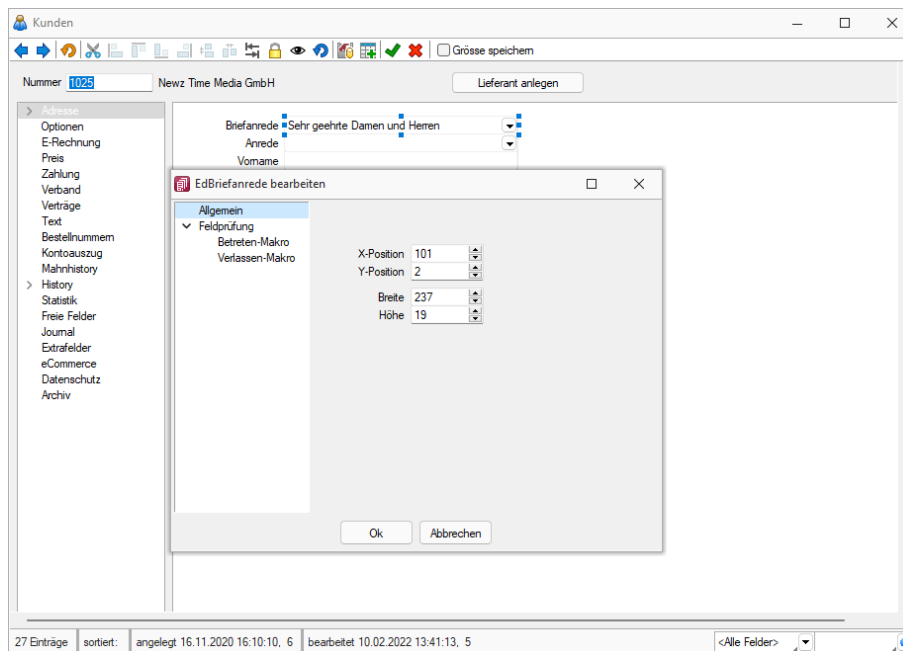 Kunden
Grösse speichern
Nummer 1025 Newz Time Media GmbH Lieferant anlegen
Adresse
Optionen
E-Rechnung
Preis
Zahlung
Verband
Verträge
Text
Bestellnummern
Kontoauszug
Mahnhistory
History
Statistik
Freie Felder
Journal
Extrafelder
eCommerce
Datenschutz
Archiv
Briefanrede Sehr geehrte Damen und Herren
Anrede
Vorname
EdBriefanrede bearbeiten
Allgemein
Feldprüfung
Betreten-Makro
Verlassen-Makro
X-Position 101
Y-Position 2
Breite 237
Höhe 19
Ok Abbrechen
27 Einträge sortiert: angelegt 16.11.2020 16:10:10, 6 bearbeitet 10.02.2022 13:41:13, 5 <Alle Felder>